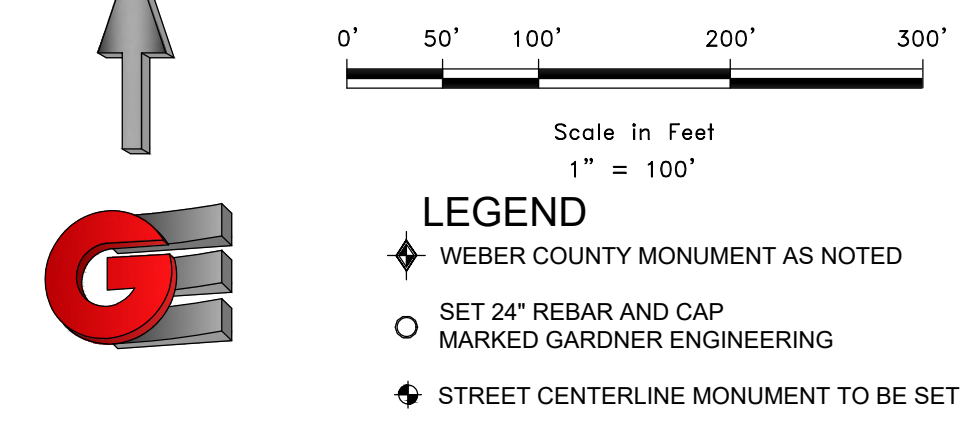 0' 50' 100' 200' 300'
Scale in Feet
1" = 100'
LEGEND
WEBER COUNTY MONUMENT AS NOTED
SET 24" REBAR AND CAP
MARKED GARDNER ENGINEERING
STREET CENTERLINE MONUMENT TO BE SET
GE